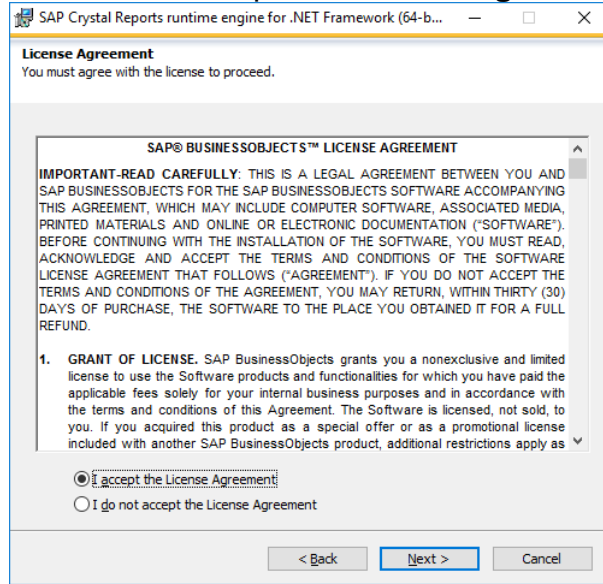 SAP Crystal Reports runtime engine for .NET Framework (64-b...
License Agreement
You must agree with the license to proceed.
SAP® BUSINESSOBJECTS™ LICENSE AGREEMENT
IMPORTANT-READ CAREFULLY: THIS IS A LEGAL AGREEMENT BETWEEN YOU AND
SAP BUSINESSOBJECTS FOR THE SAP BUSINESSOBJECTS SOFTWARE ACCOMPANYING
THIS AGREEMENT, WHICH MAY INCLUDE COMPUTER SOFTWARE, ASSOCIATED MEDIA,
PRINTED MATERIALS AND ONLINE OR ELECTRONIC DOCUMENTATION ("SOFTWARE").
BEFORE CONTINUING WITH THE INSTALLATION OF THE SOFTWARE, YOU MUST READ,
ACKNOWLEDGE AND ACCEPT THE TERMS AND CONDITIONS OF THE SOFTWARE
LICENSE AGREEMENT THAT FOLLOWS ("AGREEMENT"). IF YOU DO NOT ACCEPT THE
TERMS AND CONDITIONS OF THE AGREEMENT, YOU MAY RETURN, WITHIN THIRTY (30)
DAYS OF PURCHASE, THE SOFTWARE TO THE PLACE YOU OBTAINED IT FOR A FULL
REFUND.
1. GRANT OF LICENSE. SAP BusinessObjects grants you a nonexclusive and limited
license to use the Software products and functionalities for which you have paid the
applicable fees solely for your internal business purposes and in accordance with
the terms and conditions of this Agreement. The Software is licensed, not sold, to
you. If you acquired this product as a special offer or as a promotional license
included with another SAP BusinessObjects product, additional restrictions apply as
I accept the License Agreement
I do not accept the License Agreement
< Back Next > Cancel